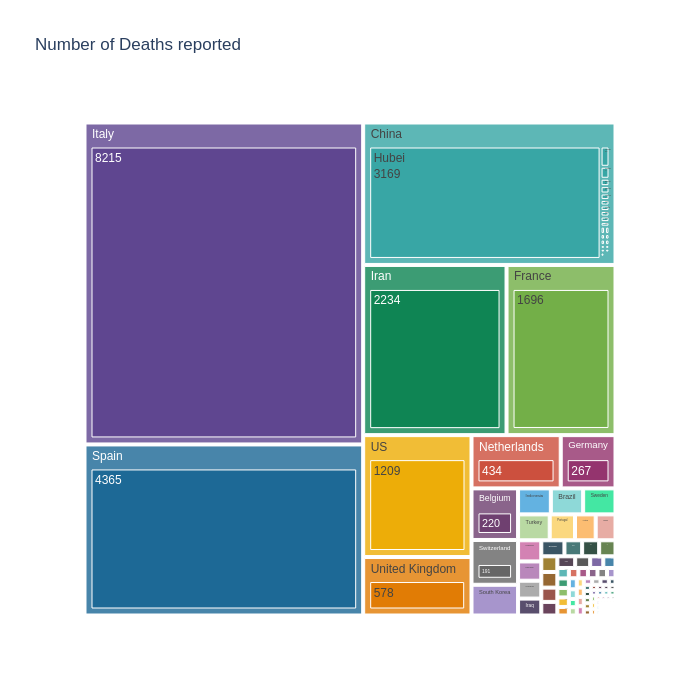 Number of Deaths reported
Italy
8215
China
Hubei
3169
Iran
2234
France
1696
Spain
4365
US
1209
Netherlands
434
Germany
267
Belgium
220
Brazil
Sweden
Turkey
Switzerland
191
United Kingdom
578
South Korea
Iraq